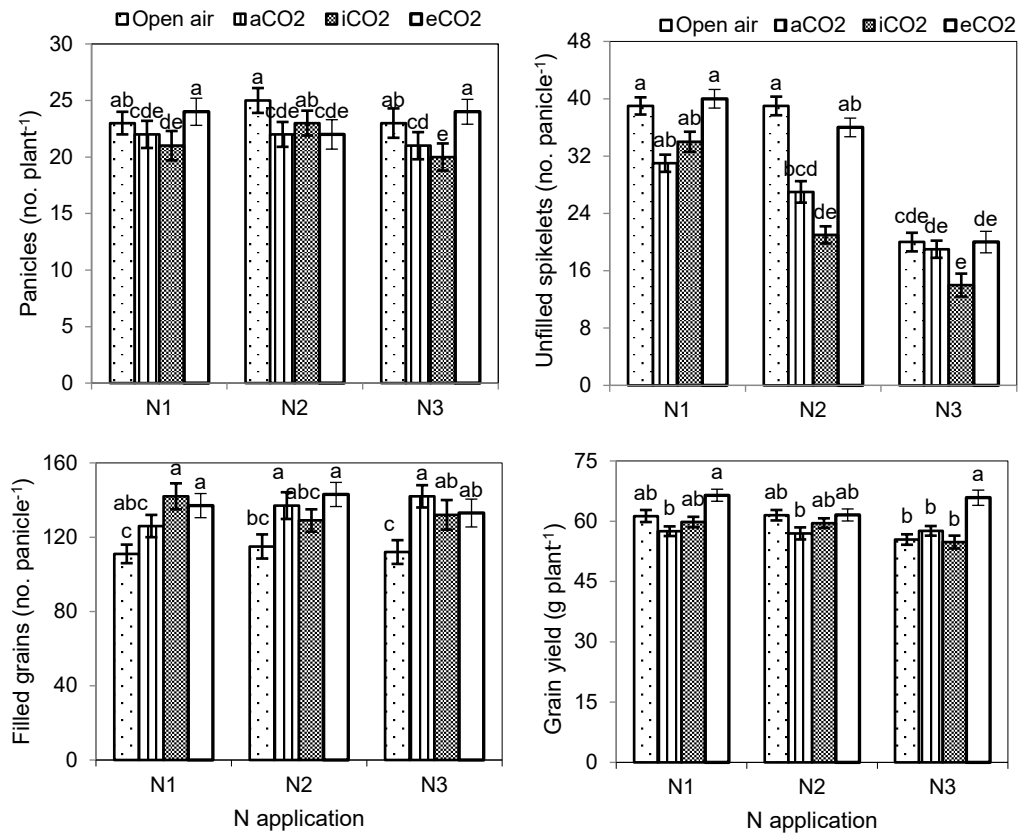 Open air aCO2 iCO2 eCO2
Panicles (no. plant-1)
30
25
20
15
10
5
0
ab cde de a
a cde ab cde
ab cd e a
N1 N2 N3
Open air aCO2 iCO2 eCO2
Unfilled spikelets (no. panicle-1)
48
40
32
24
16
8
0
a ab ab a
a bcd de ab
cde de e de
N1 N2 N3
Filled grains (no. panicle-1)
160
120
80
40
0
c abc a a
bc a abc a
c a ab ab
N1 N2 N3
N application
Grain yield (g plant-1)
75
60
45
30
15
0
ab b ab a
ab b ab ab
b b b a
N1 N2 N3
N application